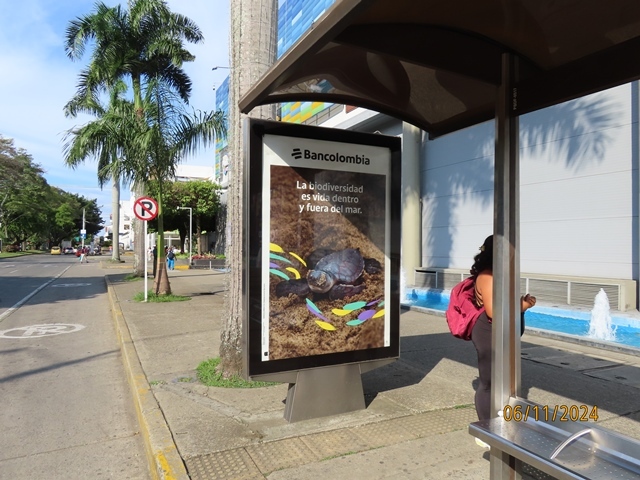 Bancolombia
La biodiversidad
es vida dentro
y fuera del mar.
P
06/11/2024